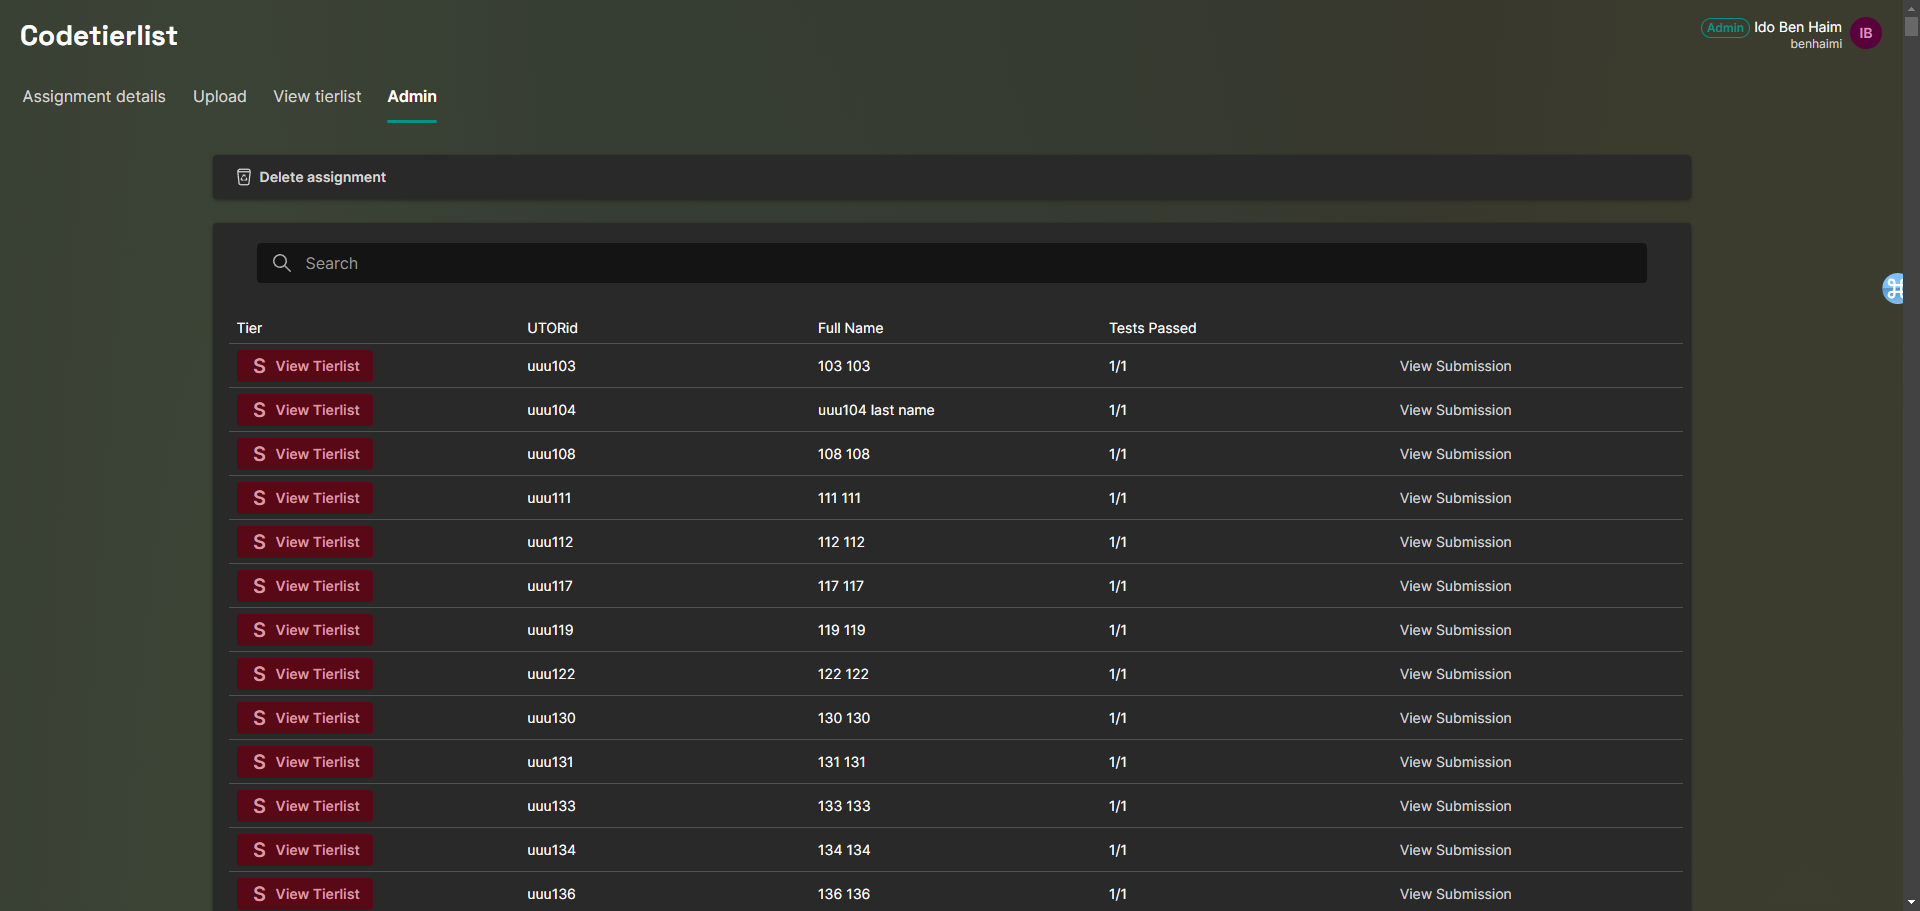 Codetierlist
Admin Ido Ben Haim IB
benhaimi
Assignment details Upload View tierlist Admin
Delete assignment
Search
Tier UTORid Full Name Tests Passed
S View Tierlist uuu103 103 103 1/1 View Submission
S View Tierlist uuu104 uuu104 last name 1/1 View Submission
S View Tierlist uuu108 108 108 1/1 View Submission
S View Tierlist uuu111 111 111 1/1 View Submission
S View Tierlist uuu112 112 112 1/1 View Submission
S View Tierlist uuu117 117 117 1/1 View Submission
S View Tierlist uuu119 119 119 1/1 View Submission
S View Tierlist uuu122 122 122 1/1 View Submission
S View Tierlist uuu130 130 130 1/1 View Submission
S View Tierlist uuu131 131 131 1/1 View Submission
S View Tierlist uuu133 133 133 1/1 View Submission
S View Tierlist uuu134 134 134 1/1 View Submission
S View Tierlist uuu136 136 136 1/1 View Submission